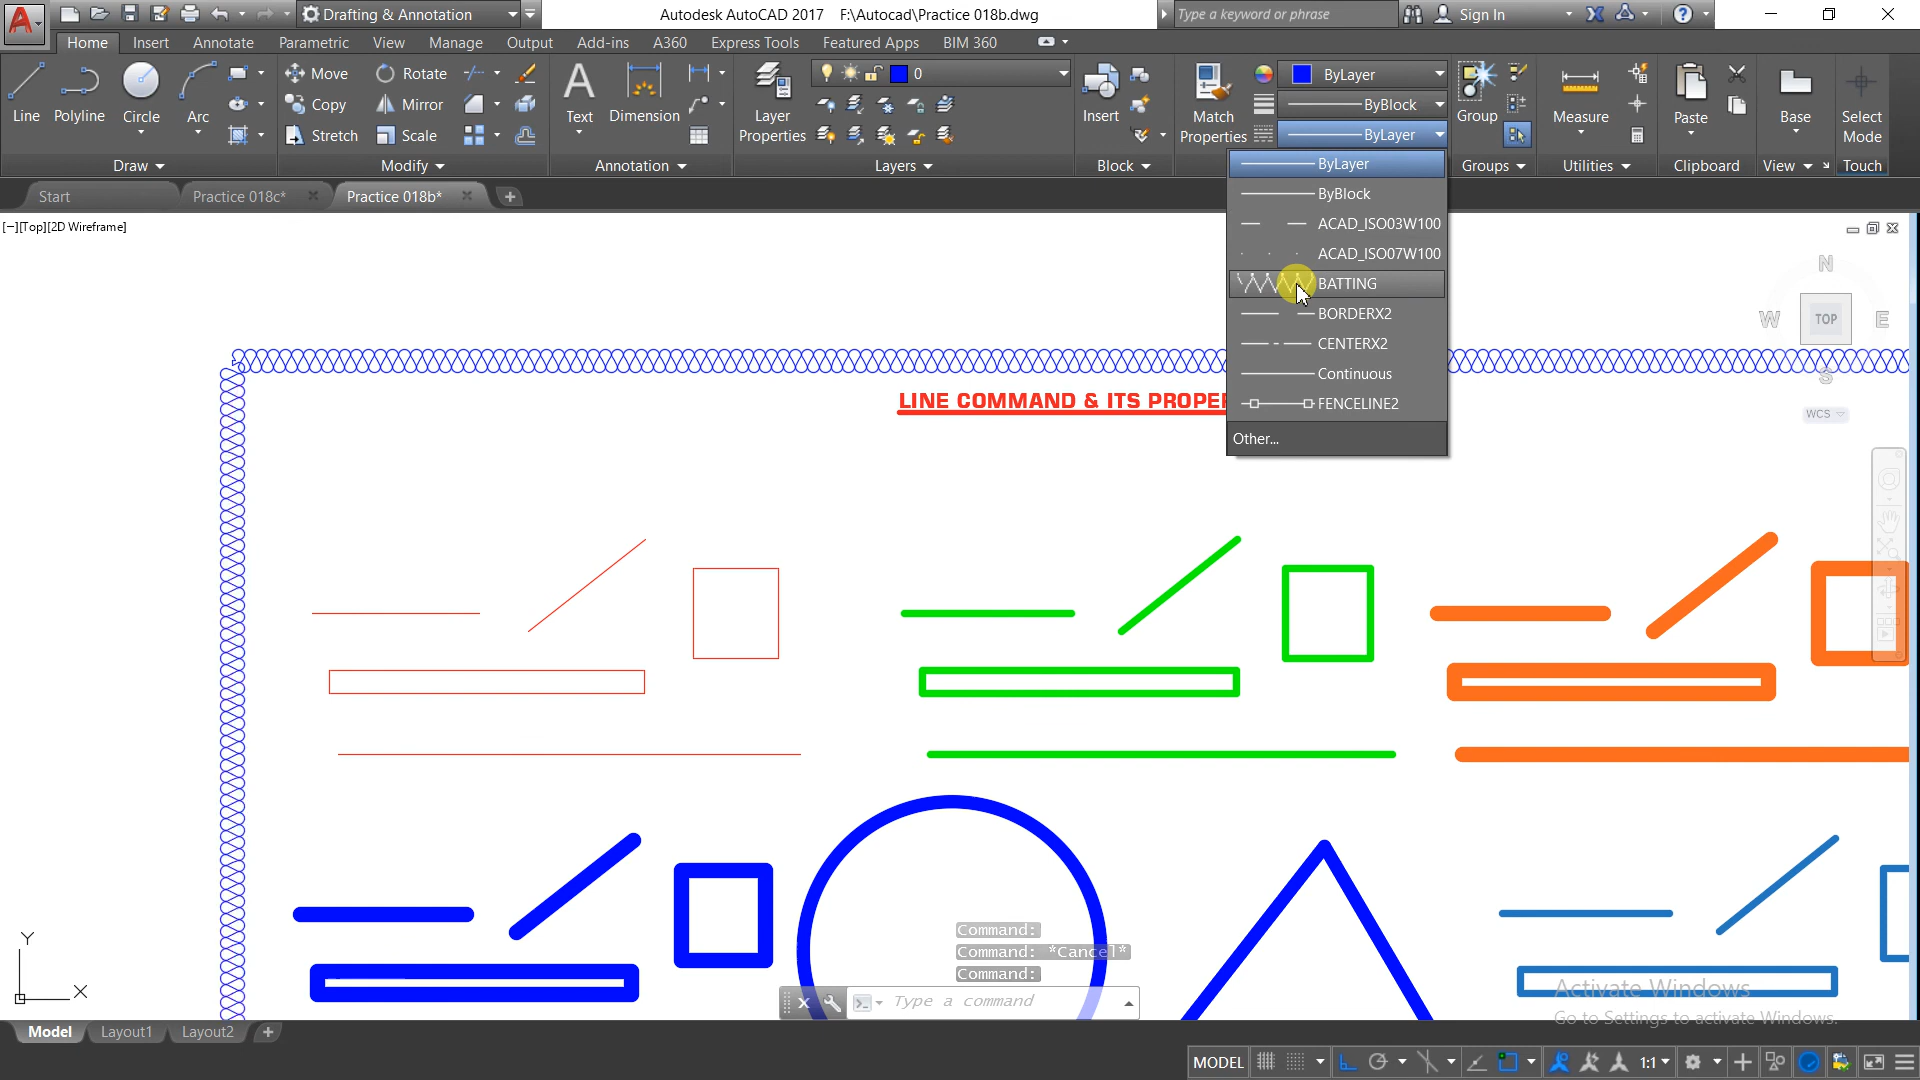 Drafting & Annotation
Autodesk AutoCAD 2017 F:\Autocad\Practice 018b.dwg
Type a keyword or phrase
Sign In
Home Insert Annotate Parametric View Manage Output Add-ins A360 Express Tools Featured Apps BIM 360
Line Polyline Circle Arc
Move Rotate
Copy Mirror
Stretch Scale
Text Dimension
Layer Properties
0
Insert
Match Properties
ByLayer
ByBlock
ByLayer
Group
Measure
Paste
Base
Select Mode
Draw Modify Annotation Layers Block Groups Utilities Clipboard View Touch
Start Practice 018c* Practice 018b*
[−][Top][2D Wireframe]
ByLayer
ByBlock
ACAD_ISO03W100
ACAD_ISO07W100
BATTING
BORDERX2
CENTERX2
Continuous
FENCELINE2
Other...
N
W TOP E
S
WCS
LINE COMMAND & ITS
Command:
Command: *Cancel*
Command:
Type a command
Y
X
Activate Windows
Go to Settings to activate Windows.
Model Layout1 Layout2
MODEL 1:1